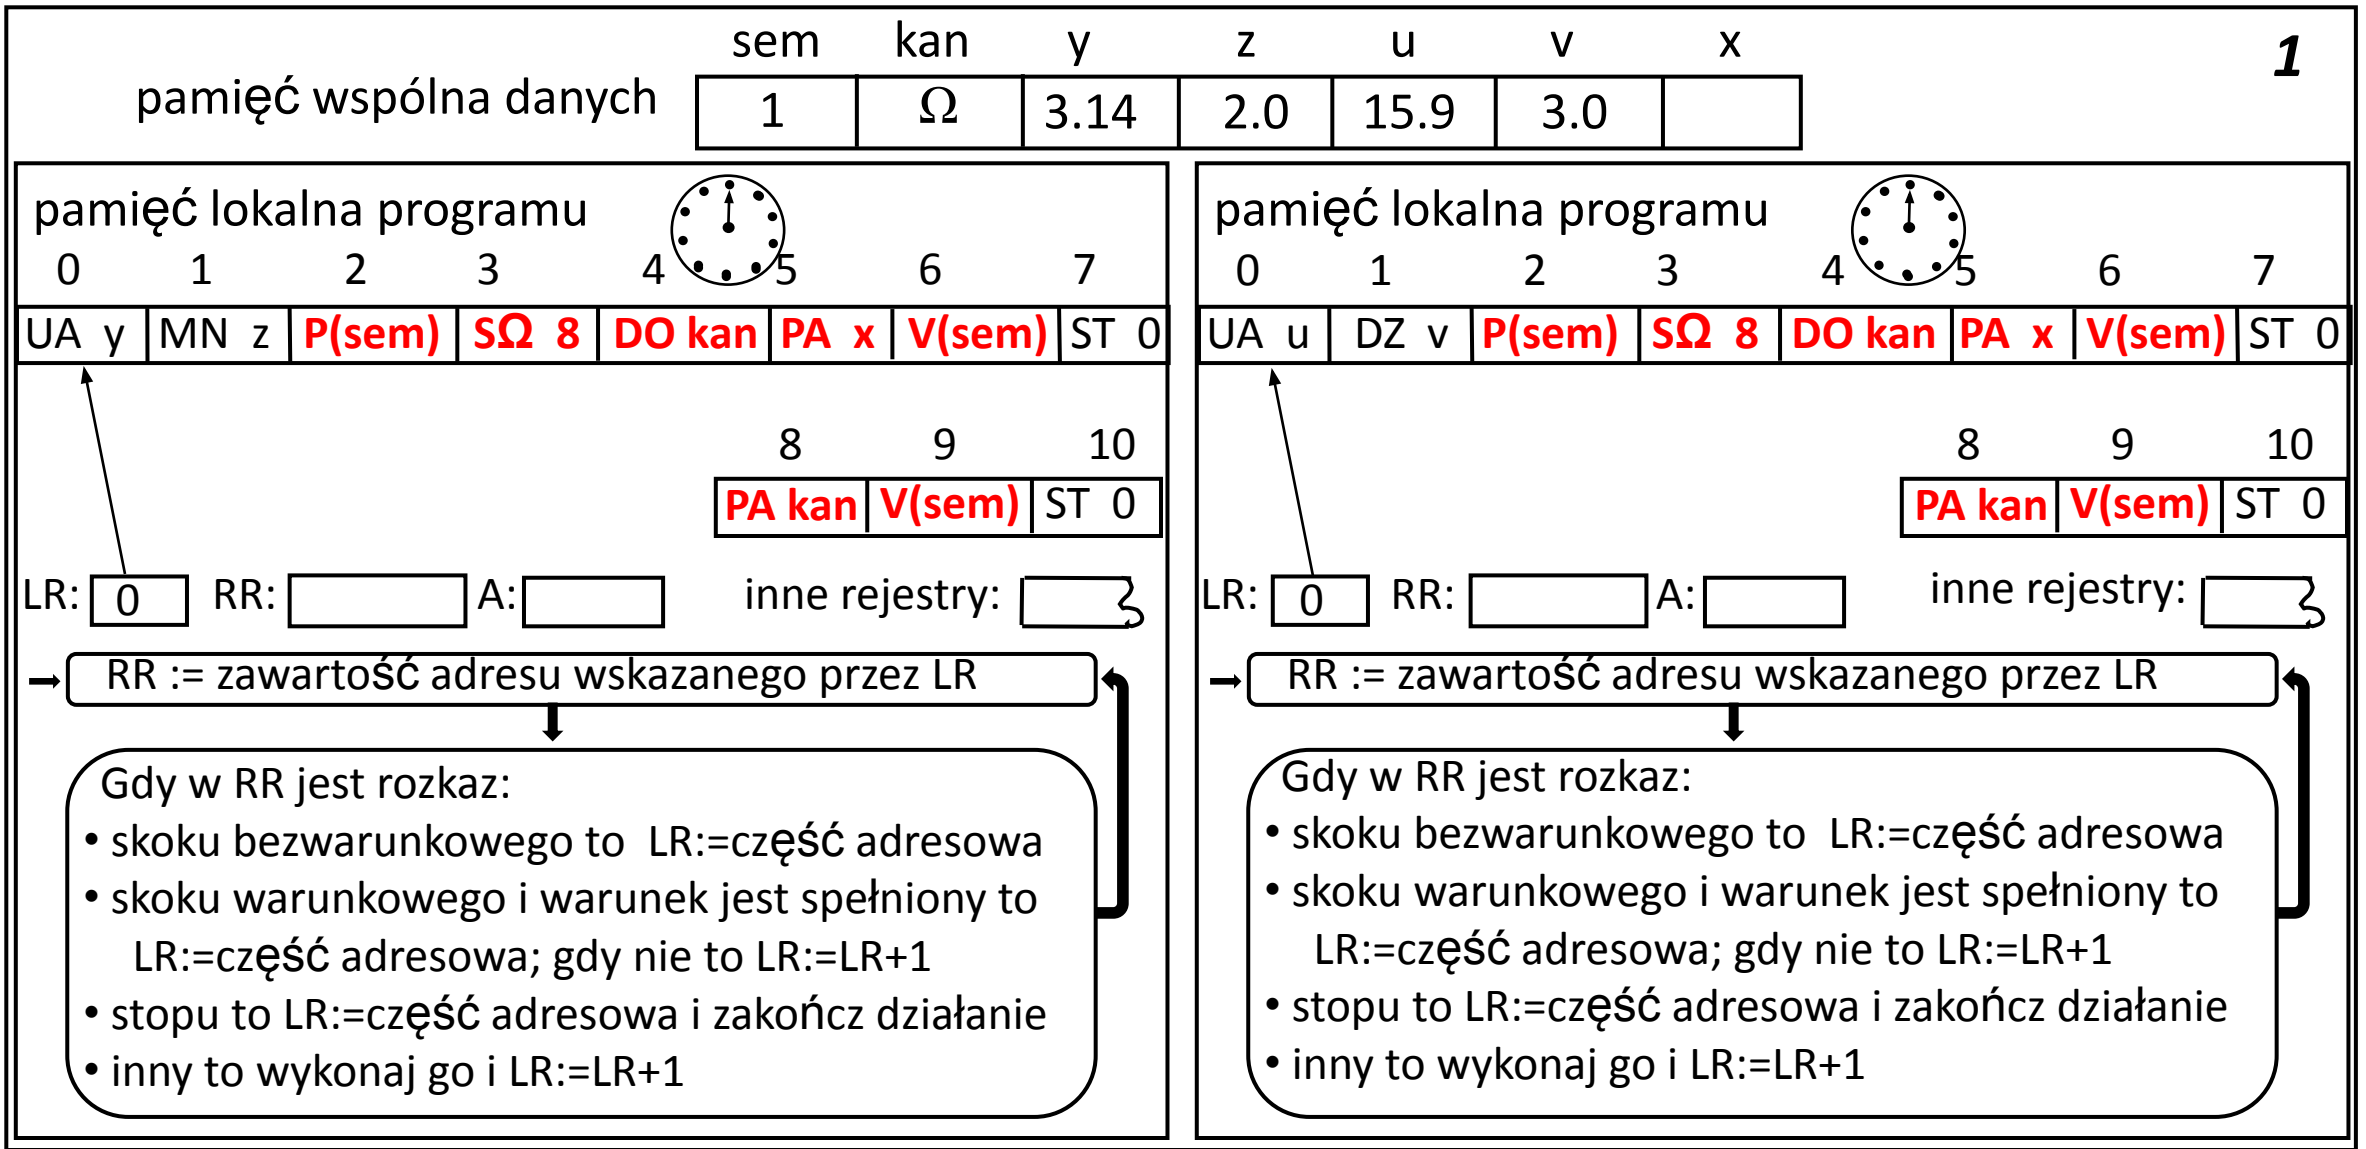 sem kan y z u v x
1
pamięć wspólna danych 1 Ω 3.14 2.0 15.9 3.0
pamięć lokalna programu
0 1 2 3 4 5 6 7
UA y MN z P(sem) SΩ 8 DO kan PA x V(sem) ST 0
8 9 10
PA kan V(sem) ST 0
LR: 0 RR: A: inne rejestry:
RR := zawartość adresu wskazanego przez LR
Gdy w RR jest rozkaz:
• skoku bezwarunkowego to LR:=część adresowa
• skoku warunkowego i warunek jest spełniony to
LR:=część adresowa; gdy nie to LR:=LR+1
• stopu to LR:=część adresowa i zakończ działanie
• inny to wykonaj go i LR:=LR+1
pamięć lokalna programu
0 1 2 3 4 5 6 7
UA u DZ v P(sem) SΩ 8 DO kan PA x V(sem) ST 0
8 9 10
PA kan V(sem) ST 0
LR: 0 RR: A: inne rejestry:
RR := zawartość adresu wskazanego przez LR
Gdy w RR jest rozkaz:
• skoku bezwarunkowego to LR:=część adresowa
• skoku warunkowego i warunek jest spełniony to
LR:=część adresowa; gdy nie to LR:=LR+1
• stopu to LR:=część adresowa i zakończ działanie
• inny to wykonaj go i LR:=LR+1